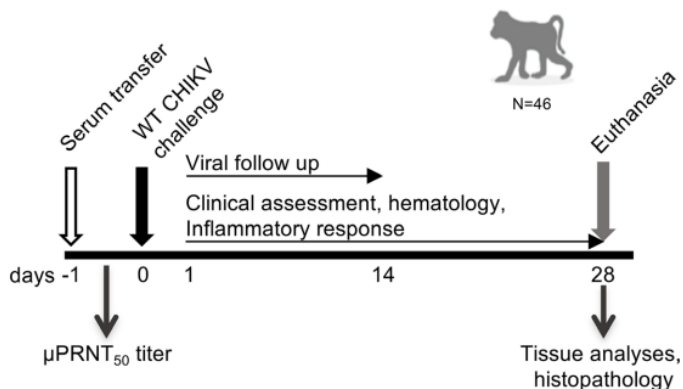 Serum transfer
WT CHIKV
challenge
N=46
Euthanasia
Viral follow up
Clinical assessment, hematology,
Inflammatory response
days -1 0 1 14 28
µPRNT₅₀ titer
Tissue analyses,
histopathology